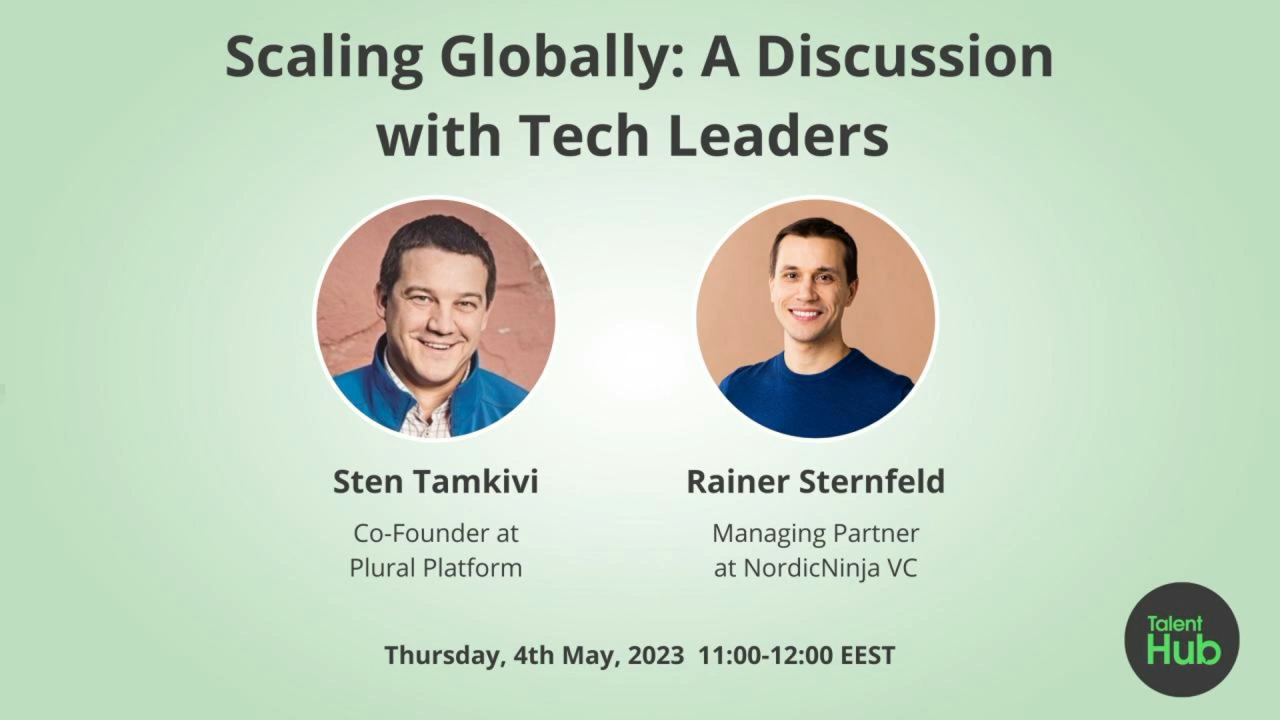 Scaling Globally: A Discussion
with Tech Leaders
Sten Tamkivi
Co-Founder at
Plural Platform
Rainer Sternfeld
Managing Partner
at NordicNinja VC
Thursday, 4th May, 2023 11:00-12:00 EEST
Talent
Hub